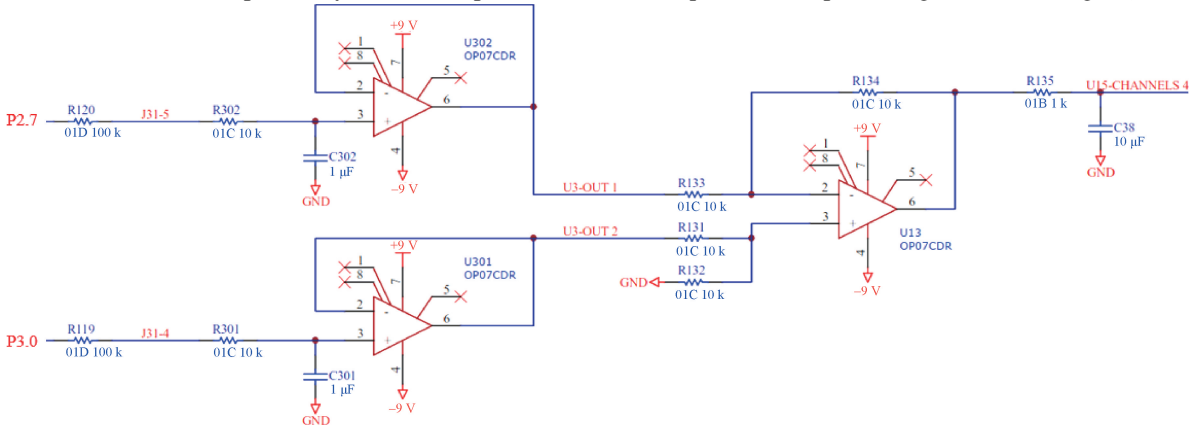 +9 V
U302
OP07CDR
1
8
7
5
2
-
6
3
+
4
-9 V
P2.7
R120
01D 100 k
J31-5
R302
01C 10 k
C302
1 μF
GND
U3-OUT 1
R133
01C 10 k
R134
01C 10 k
R135
01B 1 k
U15-CHANNELS 4
C38
10 μF
GND
+9 V
1
8
7
5
2
-
6
3
+
4
-9 V
U13
OP07CDR
U3-OUT 2
R131
01C 10 k
GND
R132
01C 10 k
+9 V
U301
OP07CDR
1
8
7
5
2
-
6
3
+
4
-9 V
P3.0
R119
01D 100 k
J31-4
R301
01C 10 k
C301
1 μF
GND